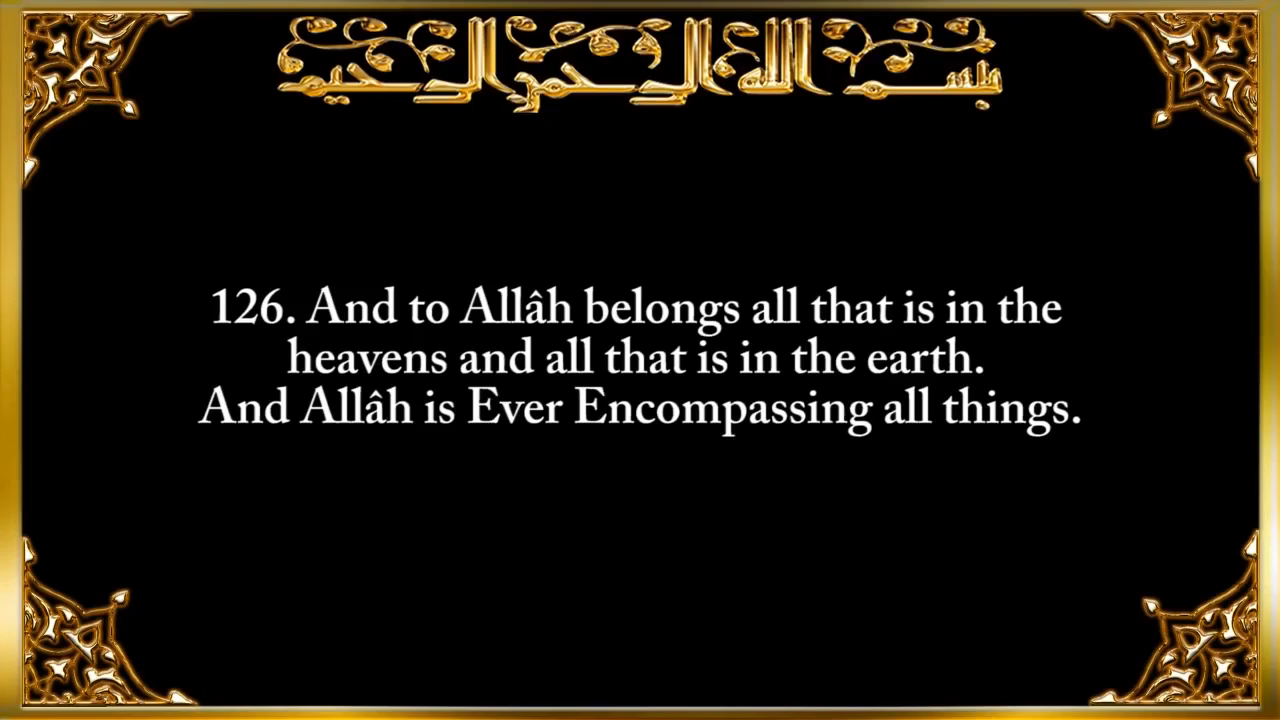 بسم الله الرحمن الرحيم
126. And to Allâh belongs all that is in the
heavens and all that is in the earth.
And Allâh is Ever Encompassing all things.